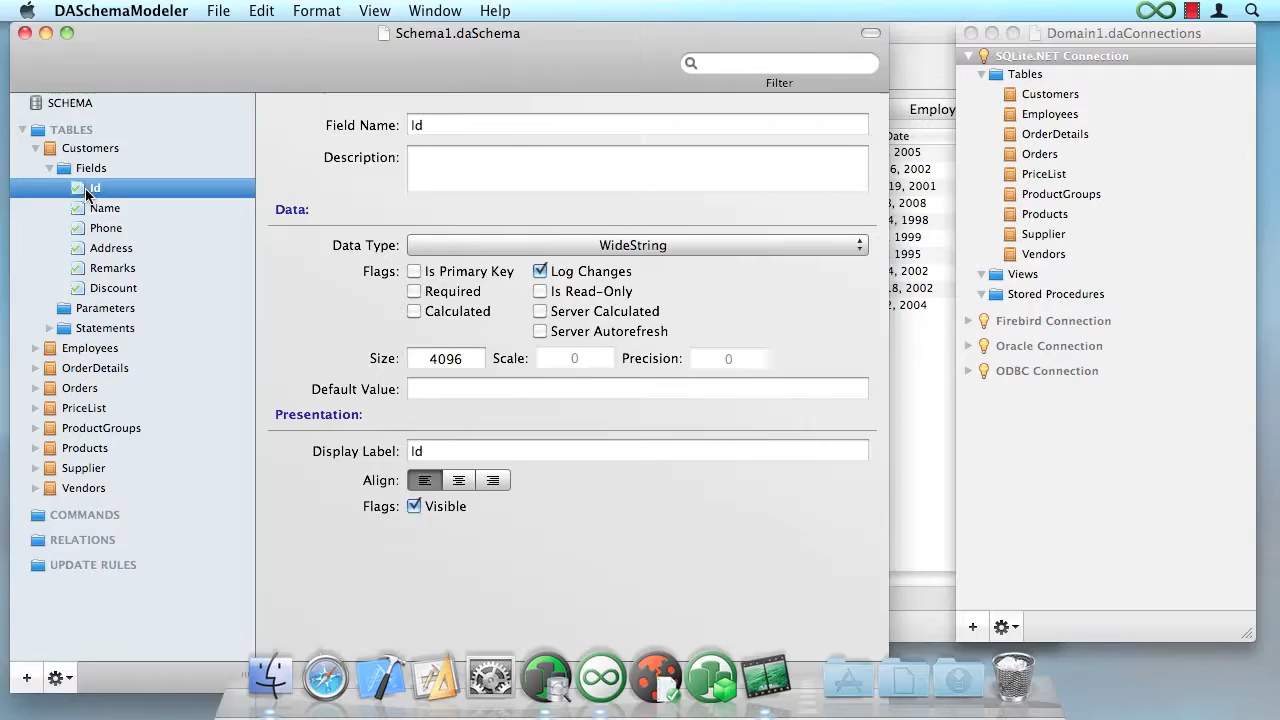 DASchemaModeler File Edit Format View Window Help
Schema1.daSchema
Filter
SCHEMA
TABLES
Customers
Fields
Id
Name
Phone
Address
Remarks
Discount
Parameters
Statements
Employees
OrderDetails
Orders
PriceList
ProductGroups
Products
Supplier
Vendors
COMMANDS
RELATIONS
UPDATE RULES
Field Name: Id
Description:
Data:
Data Type: WideString
Flags: Is Primary Key Log Changes
Required Is Read-Only
Calculated Server Calculated
Server Autorefresh
Size: 4096 Scale: 0 Precision: 0
Default Value:
Presentation:
Display Label: Id
Align:
Flags: Visible
Employ
Date
2005
6, 2002
19, 2001
8, 2008
4, 1998
1999
1995
4, 2002
18, 2002
2, 2004
Domain1.daConnections
SQLite.NET Connection
Tables
Customers
Employees
OrderDetails
Orders
PriceList
ProductGroups
Products
Supplier
Vendors
Views
Stored Procedures
Firebird Connection
Oracle Connection
ODBC Connection